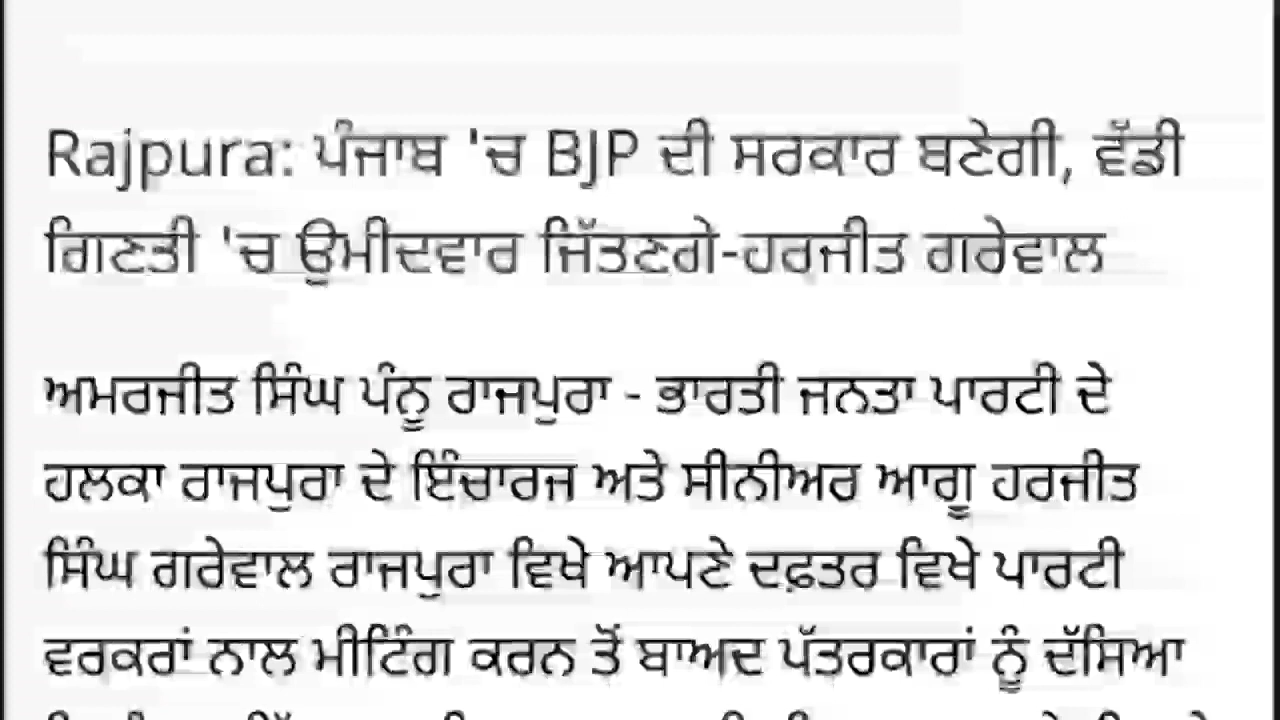 Rajpura: ਪੰਜਾਬ 'ਚ BJP ਦੀ ਸਰਕਾਰ ਬਣੇਗੀ, ਵੱਡੀ
ਗਿਣਤੀ 'ਚ ਉਮੀਦਵਾਰ ਜਿੱਤਣਗੇ-ਹਰਜੀਤ ਗਰੇਵਾਲ
ਅਮਰਜੀਤ ਸਿੰਘ ਪੰਨੂ ਰਾਜਪੁਰਾ - ਭਾਰਤੀ ਜਨਤਾ ਪਾਰਟੀ ਦੇ
ਹਲਕਾ ਰਾਜਪੁਰਾ ਦੇ ਇੰਚਾਰਜ ਅਤੇ ਸੀਨੀਅਰ ਆਗੂ ਹਰਜੀਤ
ਸਿੰਘ ਗਰੇਵਾਲ ਰਾਜਪੁਰਾ ਵਿਖੇ ਆਪਣੇ ਦਫ਼ਤਰ ਵਿਖੇ ਪਾਰਟੀ
ਵਰਕਰਾਂ ਨਾਲ ਮੀਟਿੰਗ ਕਰਨ ਤੋਂ ਬਾਅਦ ਪੱਤਰਕਾਰਾਂ ਨੂੰ ਦੱਸਿਆ